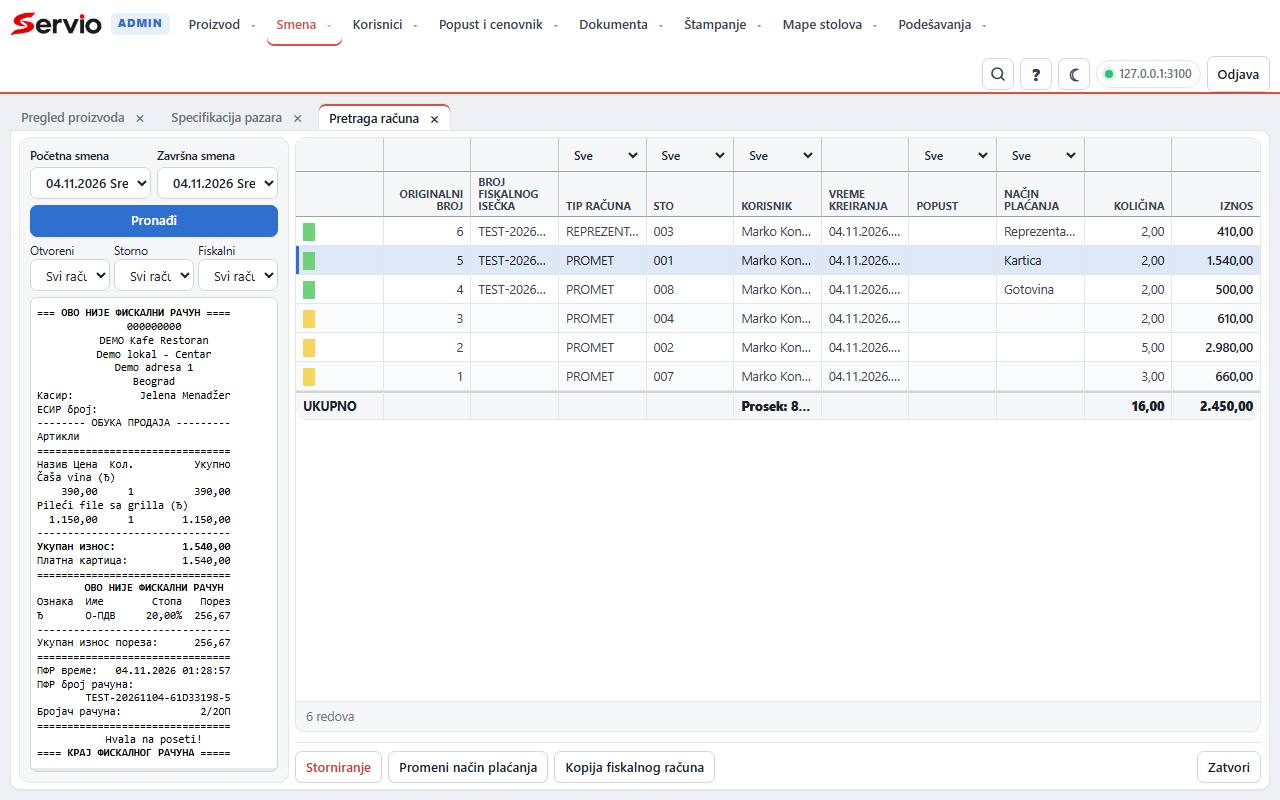 Servio ADMIN Proizvod Smena Korisnici Popust i cenovnik Dokumenta Štampanje Mape stolova Podešavanja
? 127.0.0.1:3100 Odjava
Pregled proizvoda × Specifikacija pazara × Pretraga računa ×
Početna smena Završna smena
04.11.2026 Sre 04.11.2026 Sre
Pronađi
Otvoreni Storno Fiskalni
Svi raču Svi raču Svi raču
=== ОВО НИЈЕ ФИСКАЛНИ РАЧУН ====
000000000
DEMO Kafe Restoran
Demo lokal - Centar
Demo adresa 1
Beograd
Касир: Jelena Menadžer
ЕСИР број:
-------- ОБУКА ПРОДАЈА ---------
Артикли
================================
Назив Цена Кол. Укупно
Čaša vina (Ђ)
390,00 1 390,00
Pileći file sa grilla (Ђ)
1.150,00 1 1.150,00
--------------------------------
Укупан износ: 1.540,00
Платна картица: 1.540,00
================================
ОВО НИЈЕ ФИСКАЛНИ РАЧУН
Ознака Име Стопа Порез
Ђ О-ПДВ 20,00% 256,67
--------------------------------
Укупан износ пореза: 256,67
================================
ПФР време: 04.11.2026 01:28:57
ПФР број рачуна:
TEST-20261104-61D33198-5
Бројач рачуна: 2/2ОП
================================
Hvala na poseti!
==== КРАЈ ФИСКАЛНОГ РАЧУНА =====
Sve Sve Sve Sve Sve
ORIGINALNI BROJ BROJ FISKALNOG ISEČKA TIP RAČUNA STO KORISNIK VREME KREIRANJA POPUST NAČIN PLAĆANJA KOLIČINA IZNOS
6 TEST-2026... REPREZENT... 003 Marko Kon... 04.11.2026.... Reprezenta... 2,00 410,00
5 TEST-2026... PROMET 001 Marko Kon... 04.11.2026.... Kartica 2,00 1.540,00
4 TEST-2026... PROMET 008 Marko Kon... 04.11.2026.... Gotovina 2,00 500,00
3 PROMET 004 Marko Kon... 04.11.2026.... 2,00 610,00
2 PROMET 002 Marko Kon... 04.11.2026.... 5,00 2.980,00
1 PROMET 007 Marko Kon... 04.11.2026.... 3,00 660,00
UKUPNO Prosek: 8... 16,00 2.450,00
6 redova
Storniranje Promeni način plaćanja Kopija fiskalnog računa Zatvori